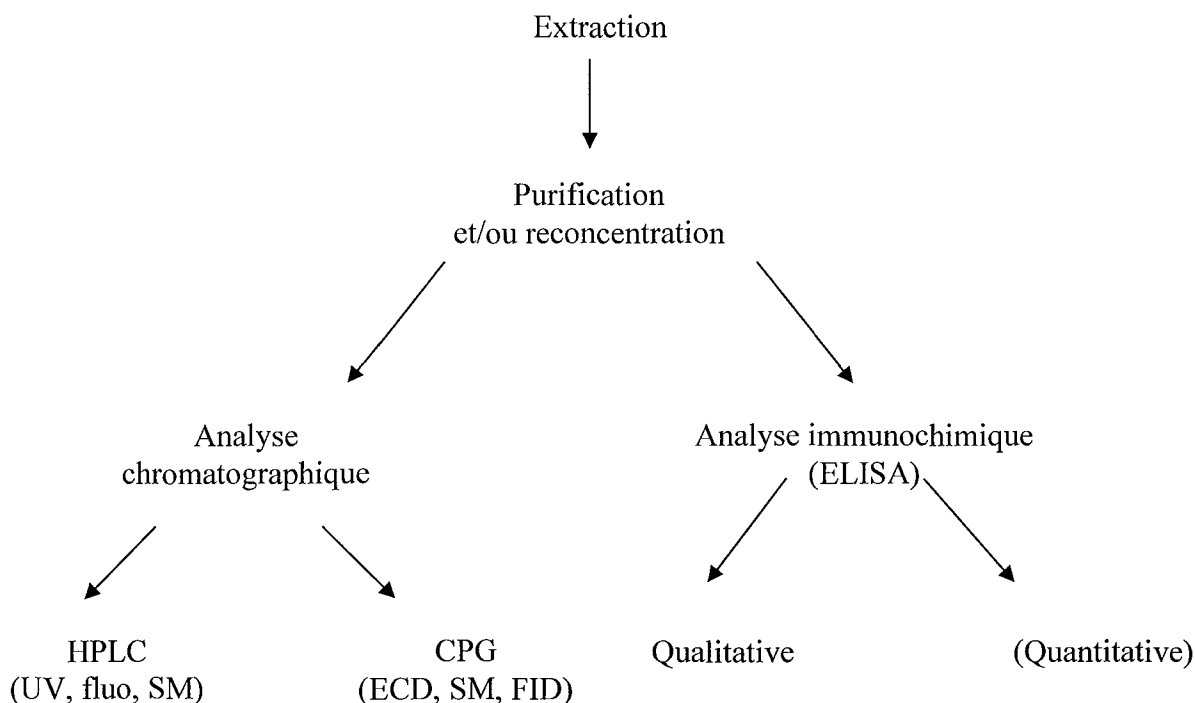 Extraction
Purification
et/ou reconcentration
Analyse
chromatographique
Analyse immunochimique
(ELISA)
HPLC
(UV, fluo, SM)
CPG
(ECD, SM, FID)
Qualitative
(Quantitative)